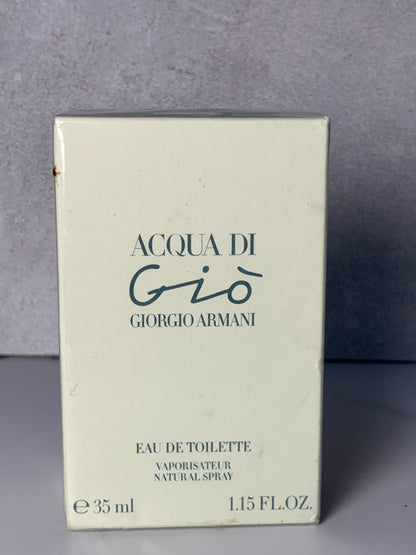 ACQUA DI
Giò
GIORGIO ARMANI
EAU DE TOILETTE
VAPORISATEUR
NATURAL SPRAY
℮ 35 ml 1.15 FL.OZ.